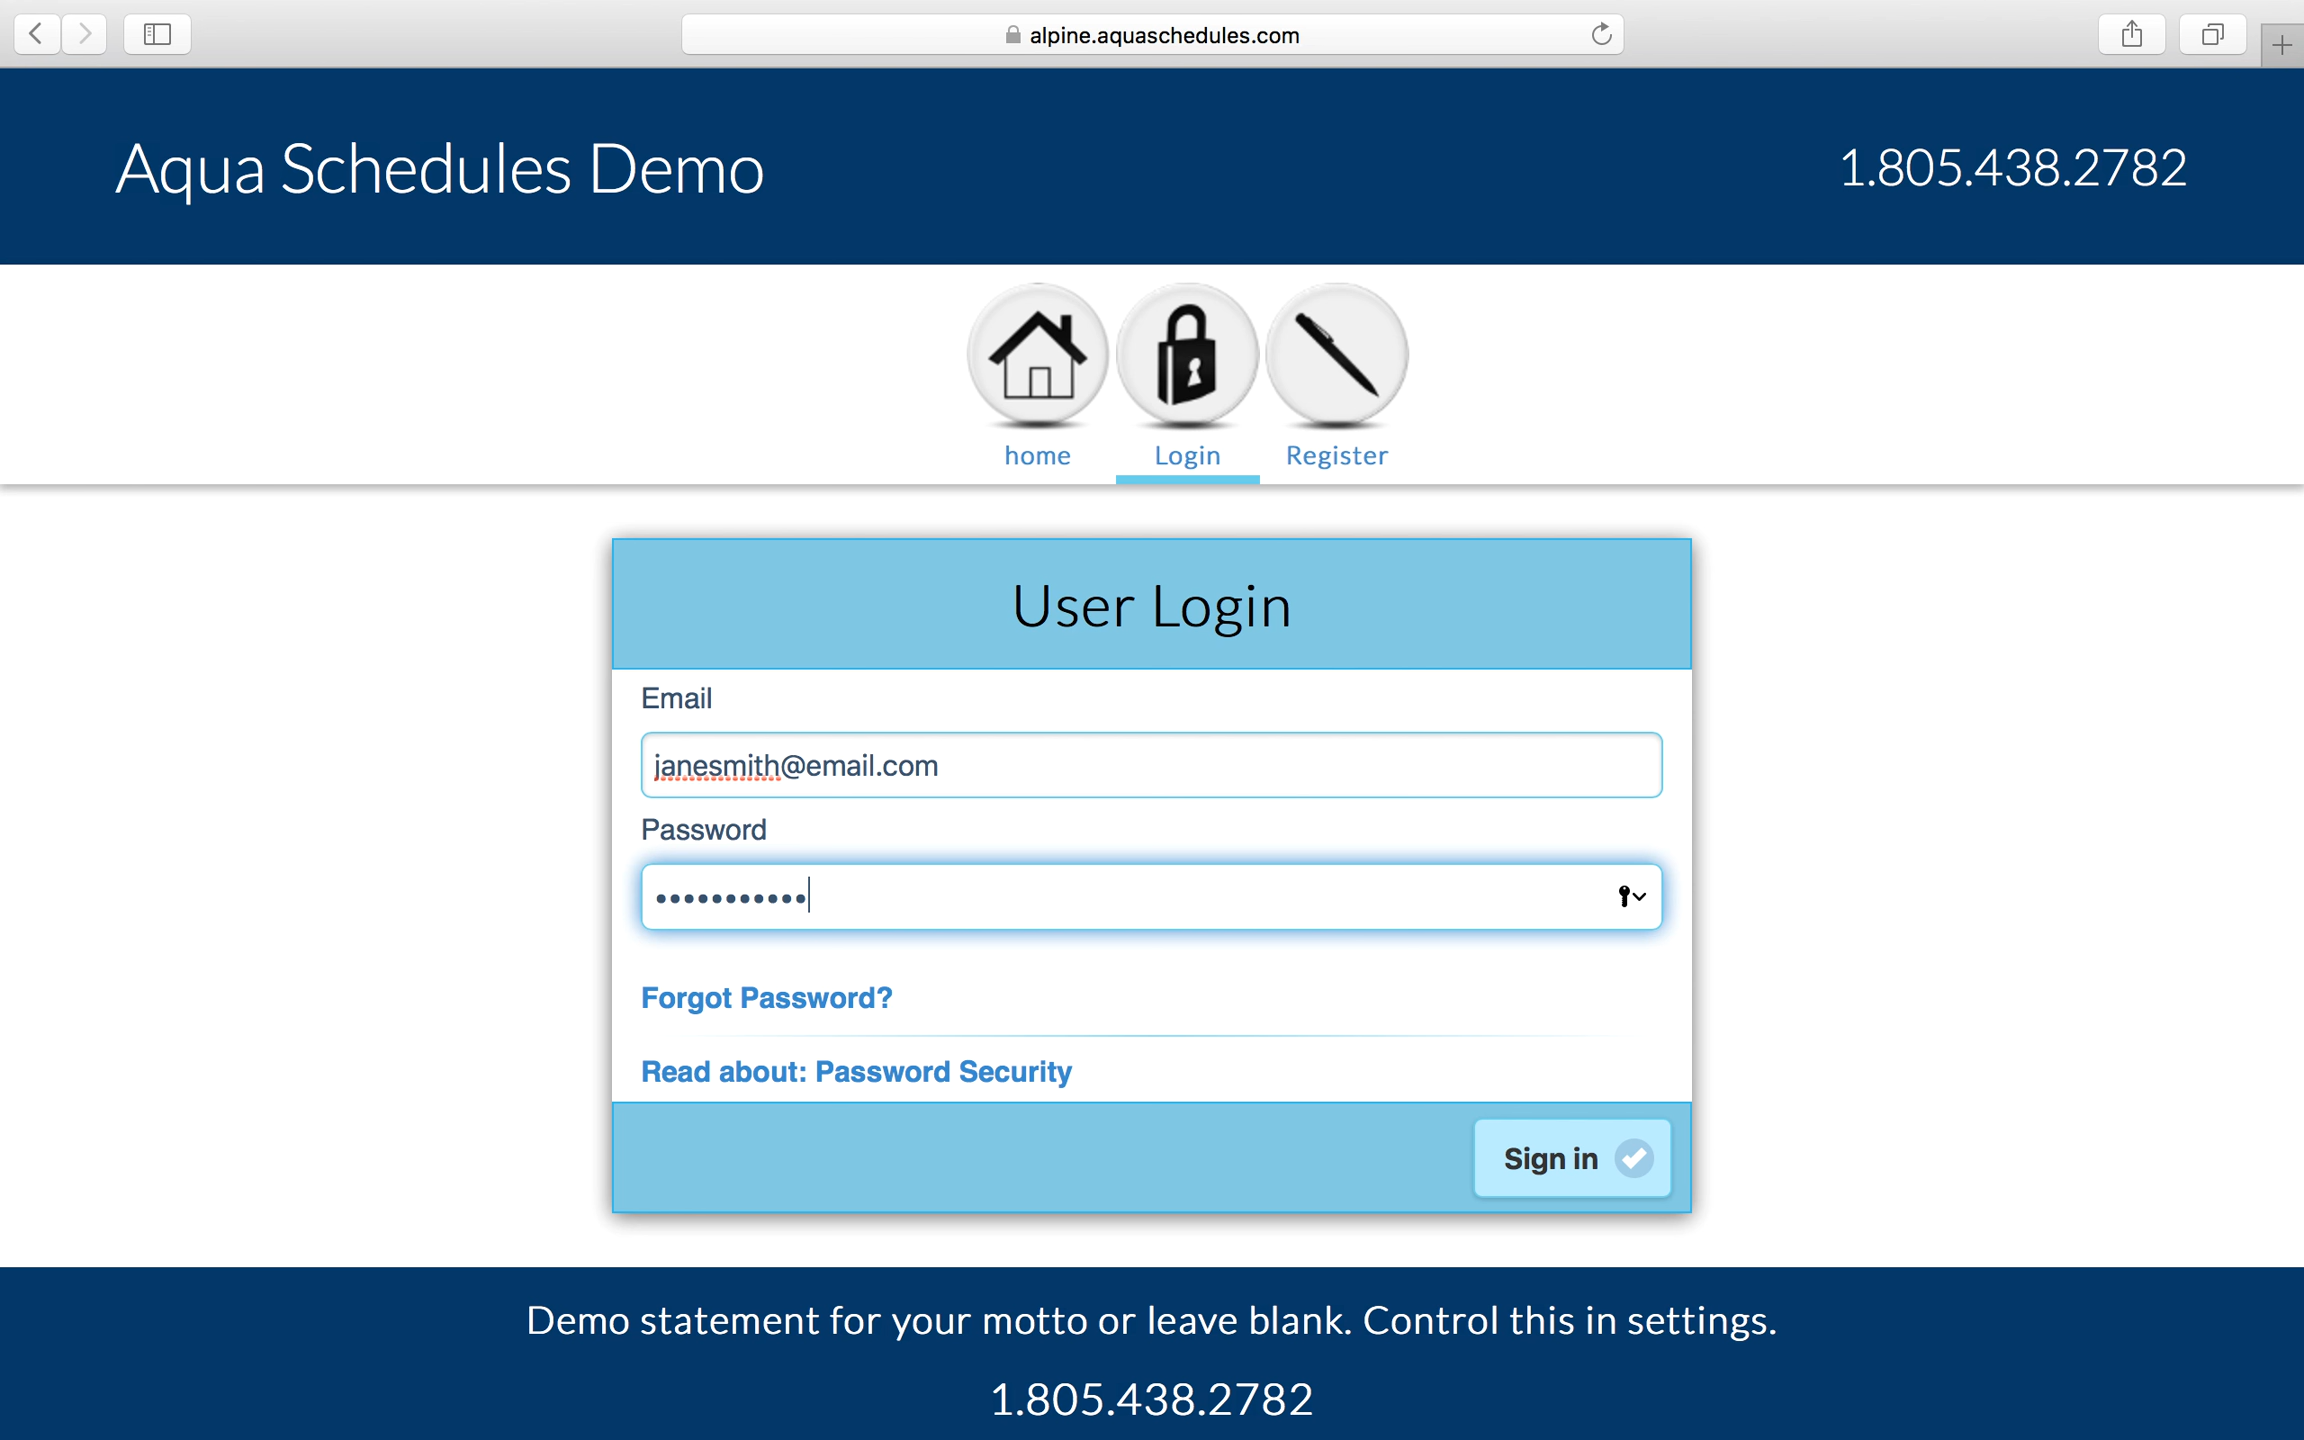 alpine.aquaschedules.com
Aqua Schedules Demo
1.805.438.2782
home
Login
Register
User Login
Email
janesmith@email.com
Password
•••••••••••
Forgot Password?
Read about: Password Security
Sign in
Demo statement for your motto or leave blank. Control this in settings.
1.805.438.2782